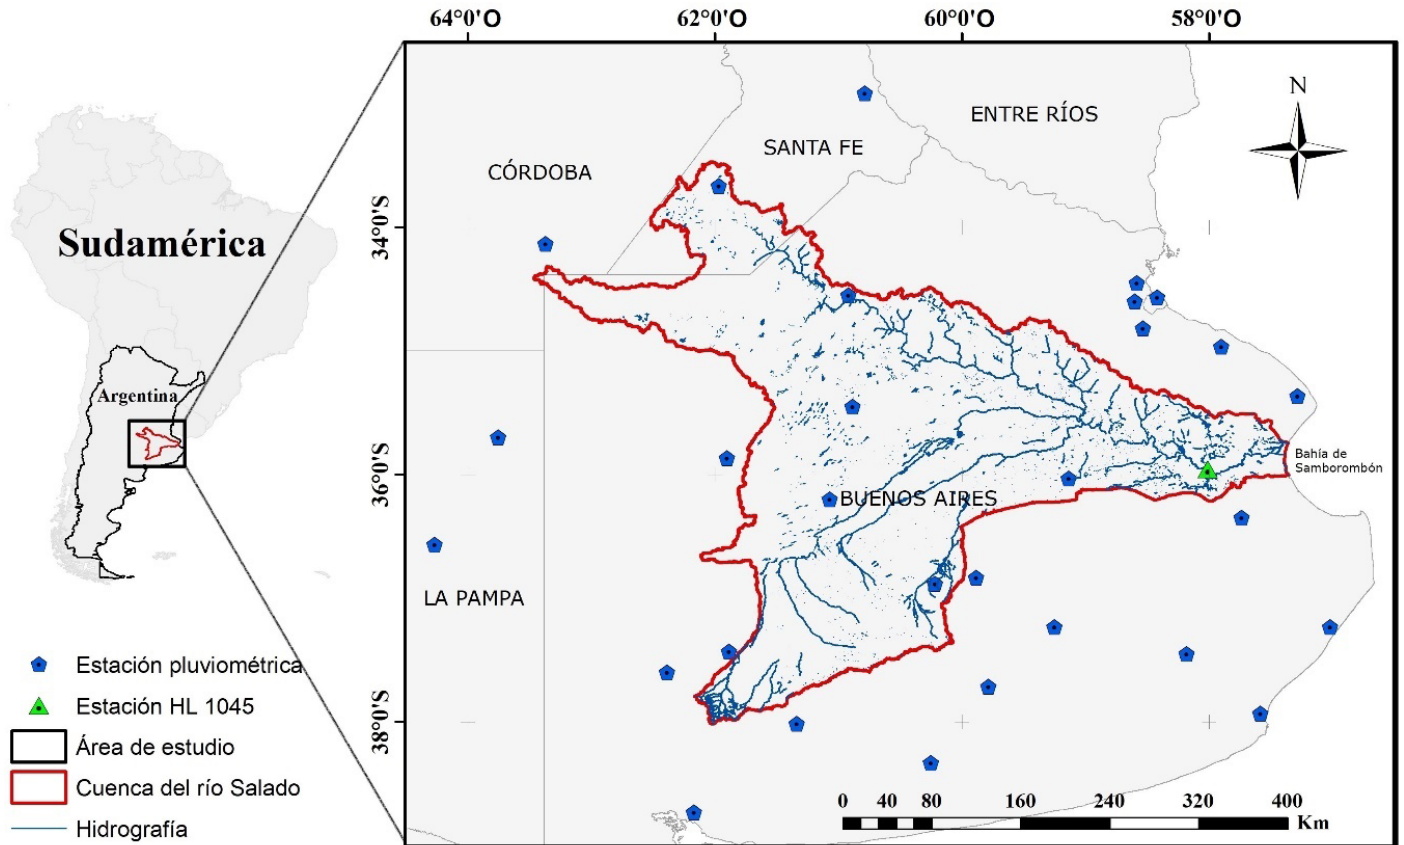 64°0'O 62°0'O 60°0'O 58°0'O
N
ENTRE RÍOS
SANTA FE
CÓRDOBA
34°0'S
Sudamérica
Argentina
Bahía de
Samborombón
36°0'S
BUENOS AIRES
LA PAMPA
38°0'S
Estación pluviométrica
Estación HL 1045
Área de estudio
Cuenca del río Salado
Hidrografía
0 40 80 160 240 320 400
Km